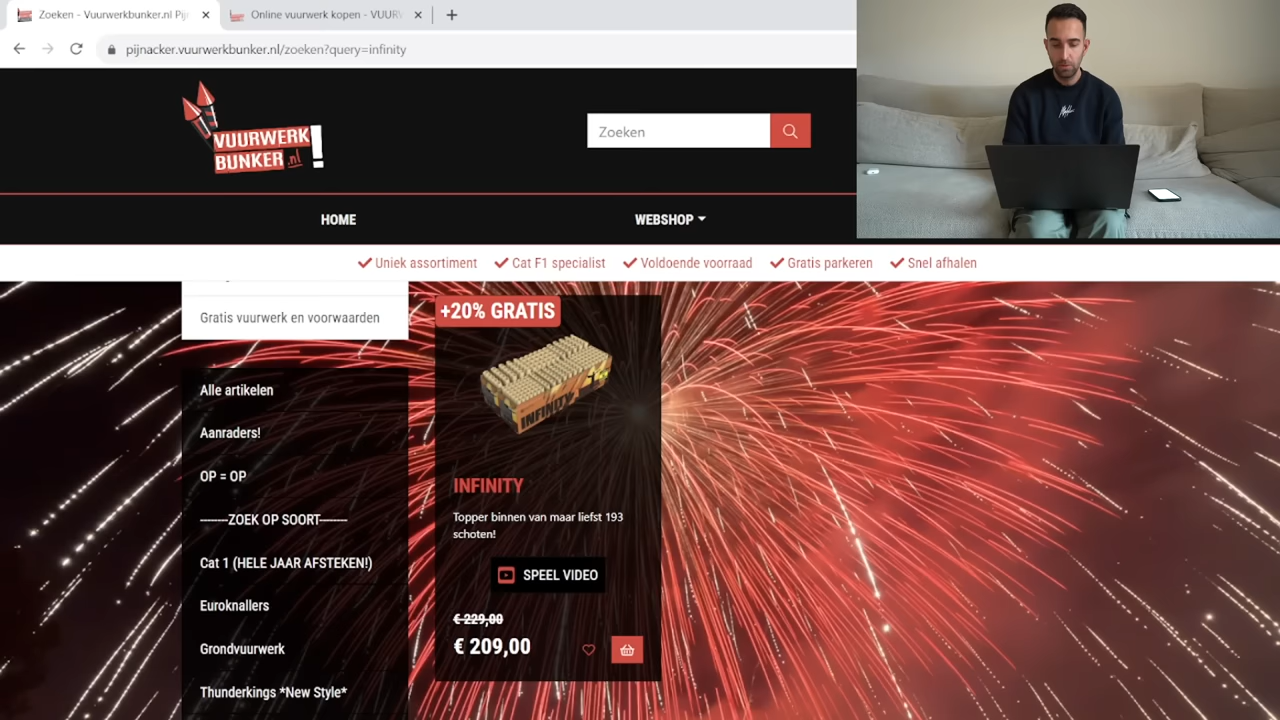 Zoeken - Vuurwerkbunker.nl Pij
Online vuurwerk kopen - VUUR
pijnacker.vuurwerkbunker.nl/zoeken?query=infinity
VUURWERK
BUNKER.nl!
Zoeken
HOME
WEBSHOP
Uniek assortiment
Cat F1 specialist
Voldoende voorraad
Gratis parkeren
Snel afhalen
Gratis vuurwerk en voorwaarden
Alle artikelen
Aanraders!
OP = OP
--------ZOEK OP SOORT--------
Cat 1 (HELE JAAR AFSTEKEN!)
Euroknallers
Grondvuurwerk
Thunderkings *New Style*
+20% GRATIS
INFINITY
INFINITY
Topper binnen van maar liefst 193
schoten!
SPEEL VIDEO
€ 229,00
€ 209,00